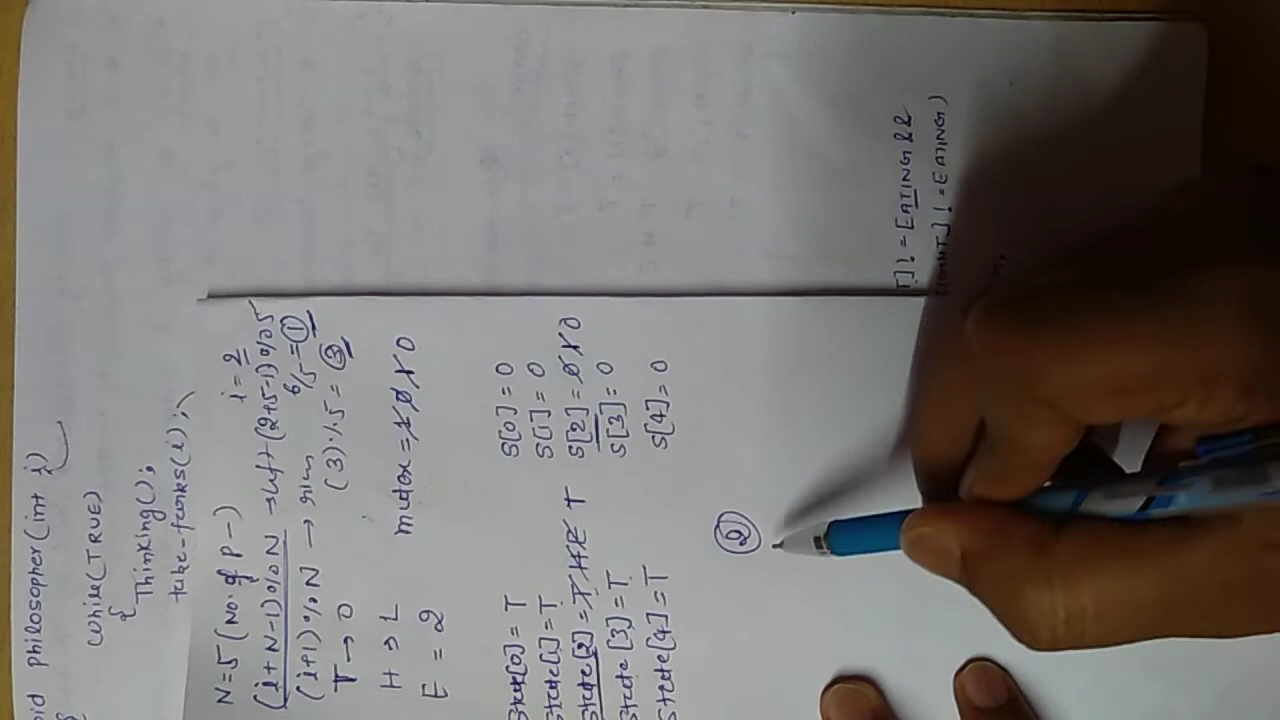 void philosopher(int i)
{
while(TRUE)
{
Thinking();
take-forks(i);
N=5 (No. of P-) i=2
(i+N-1)%N → left (2+5-1)%5
6/5=①
(i+1)%N → (3)%5=③
T → 0
H → 1
E = 2
mutex = 1 0 1 0
state[0]=T S[0]=0
state[1]=T S[1]=0
state[2]=T H E T S[2]=0 1 0
state[3]=T S[3]=0
state[4]=T S[4]=0
②
T]!=EATING&&
]!=EATING)